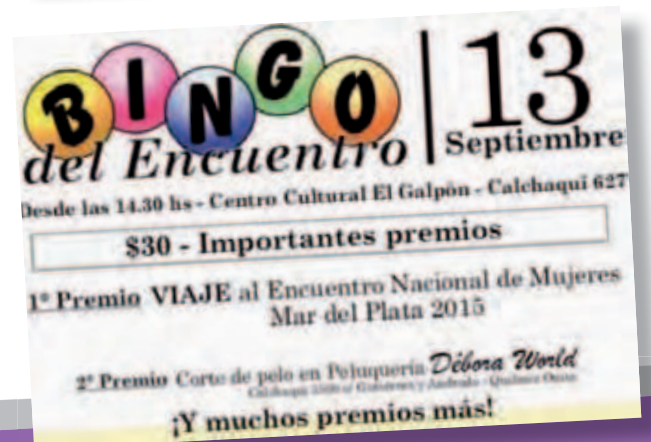 BINGO
del Encuentro
13
Septiembre
Desde las 14.30 hs - Centro Cultural El Galpón - Calchaquí 627
$30 - Importantes premios
1º Premio VIAJE al Encuentro Nacional de Mujeres
Mar del Plata 2015
2º Premio Corte de pelo en Peluquería Débora World
¡Y muchos premios más!